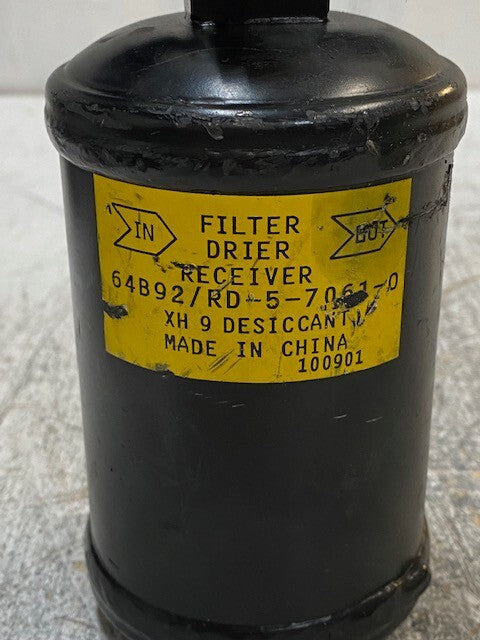 IN FILTER OUT
DRIER
RECEIVER
64B92/RD-5-7061-0
XH 9 DESICCANT
MADE IN CHINA
100901